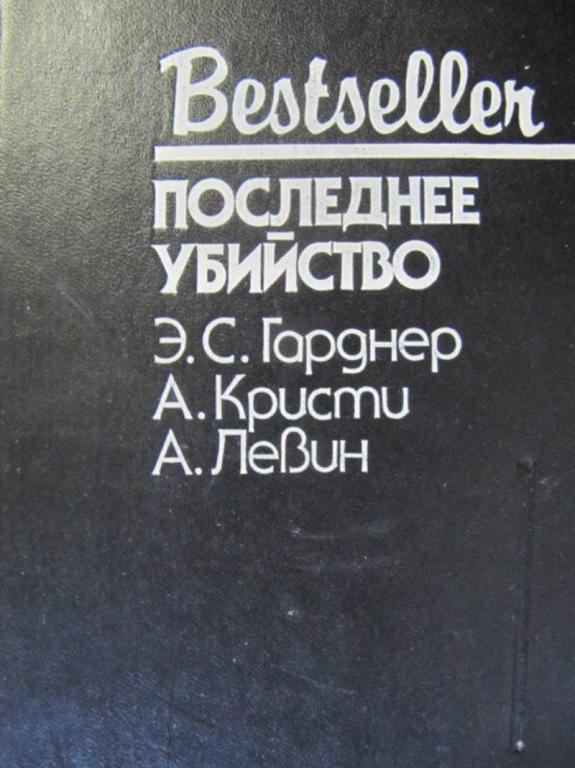 Bestseller
ПОСЛЕДНЕЕ
УБИЙСТВО
Э.С. Гарднер
А. Кристи
А. Левин